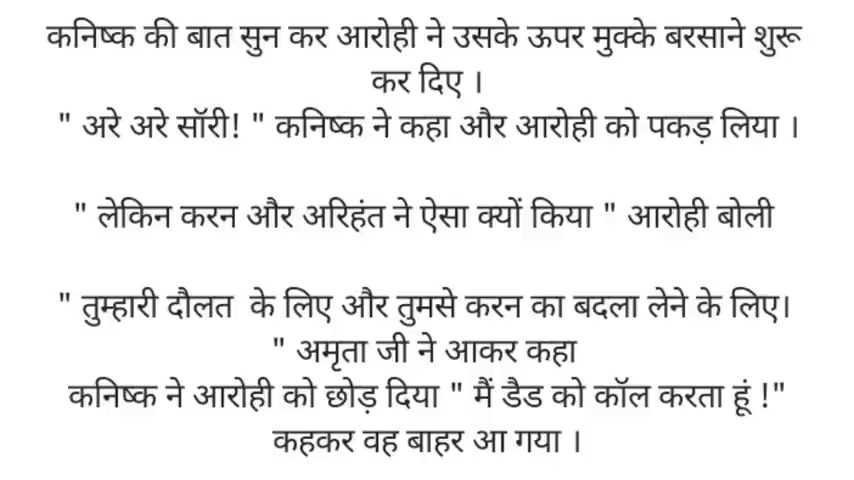 कनिष्क की बात सुन कर आरोही ने उसके ऊपर मुक्के बरसाने शुरू
कर दिए ।
" अरे अरे सॉरी! " कनिष्क ने कहा और आरोही को पकड़ लिया ।
" लेकिन करन और अरिहंत ने ऐसा क्यों किया " आरोही बोली
" तुम्हारी दौलत के लिए और तुमसे करन का बदला लेने के लिए।
" अमृता जी ने आकर कहा
कनिष्क ने आरोही को छोड़ दिया " मैं डैड को कॉल करता हूं !"
कहकर वह बाहर आ गया ।